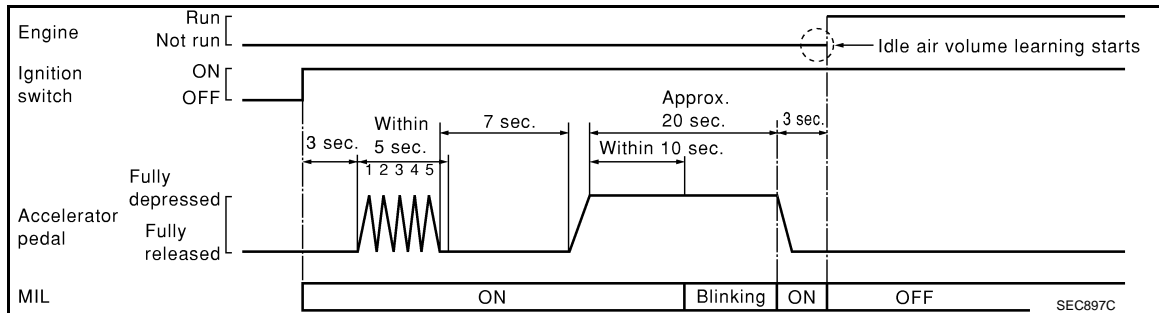 Engine
Run
Not run
Idle air volume learning starts
Ignition
switch
ON
OFF
3 sec.
Within
5 sec.
1 2 3 4 5
7 sec.
Approx.
20 sec.
Within 10 sec.
3 sec.
Accelerator
pedal
Fully
depressed
Fully
released
MIL
ON
Blinking
ON
OFF
SEC897C